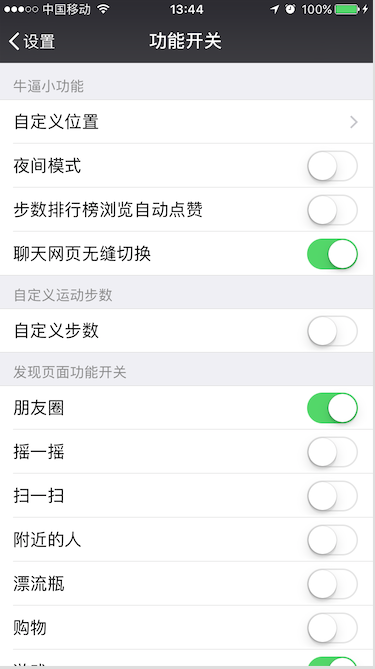 中国移动 13:44 100%
设置 功能开关
牛逼小功能
自定义位置
夜间模式
步数排行榜浏览自动点赞
聊天网页无缝切换
自定义运动步数
自定义步数
发现页面功能开关
朋友圈
摇一摇
扫一扫
附近的人
漂流瓶
购物